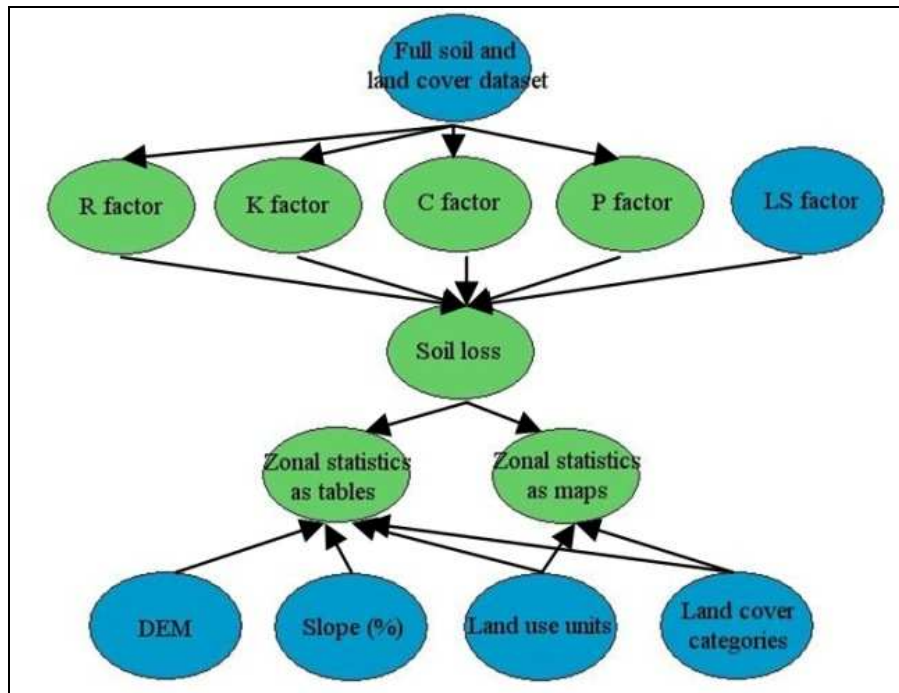 Full soil and
land cover dataset
R factor
K factor
C factor
P factor
LS factor
Soil loss
Zonal statistics
as tables
Zonal statistics
as maps
DEM
Slope (%)
Land use units
Land cover
categories